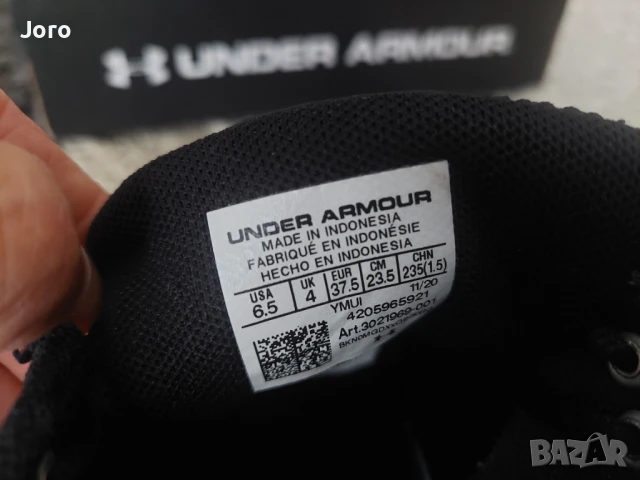 Joro
UNDER ARMOUR
UNDER ARMOUR
MADE IN INDONESIA
FABRIQUÉ EN INDONÉSIE
HECHO EN INDONESIA
USA UK EUR CM CHN
6.5 4 37.5 23.5 235(1.5)
YMUI 11/20
4205965921
Art.3021969-001
BAZAR